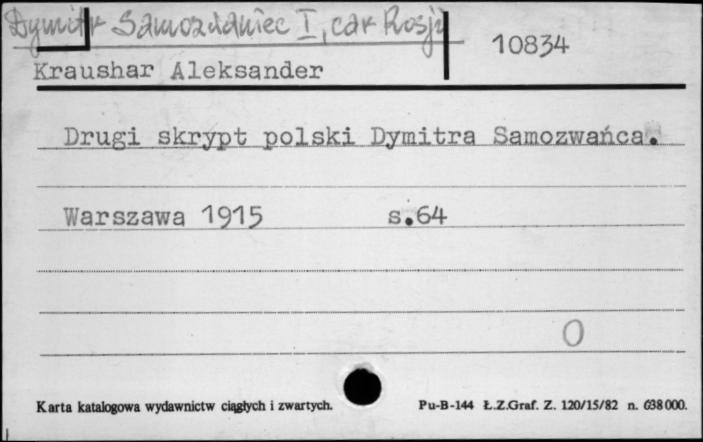 Dymitr Samozwaniec I, car Rosji
10834
Kraushar Aleksander
Drugi skrypt polski Dymitra Samozwańca.
Warszawa 1915 s.64
O
Karta katalogowa wydawnictw ciągłych i zwartych. Pu-B-144 Ł.Z.Graf. Z. 120/15/82 n. 638000.